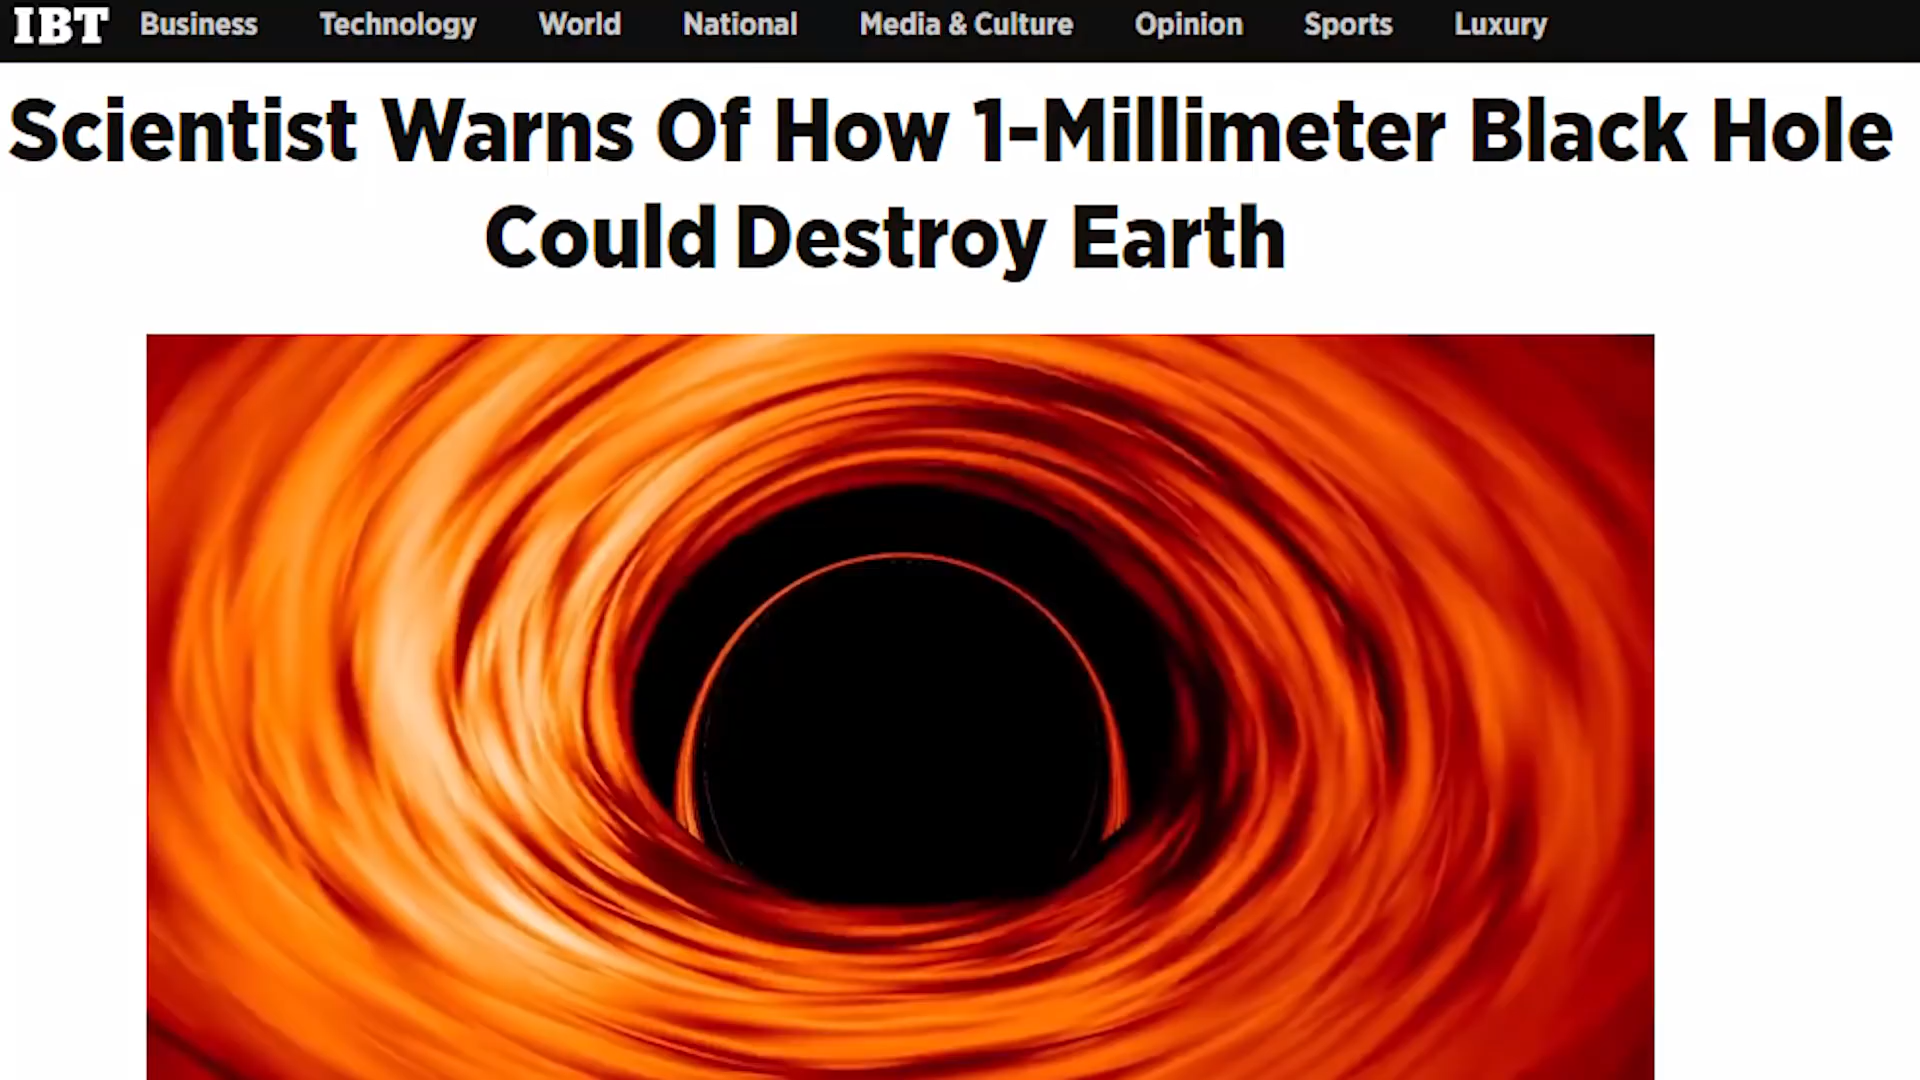 IBT Business Technology World National Media & Culture Opinion Sports Luxury
Scientist Warns Of How 1-Millimeter Black Hole
Could Destroy Earth